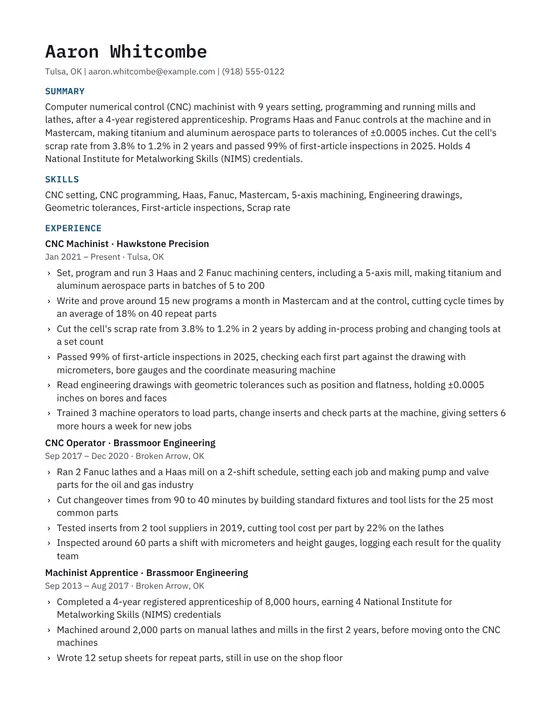 Aaron Whitcombe
Tulsa, OK | aaron.whitcombe@example.com | (918) 555-0122
SUMMARY
Computer numerical control (CNC) machinist with 9 years setting, programming and running mills and
lathes, after a 4-year registered apprenticeship. Programs Haas and Fanuc controls at the machine and in
Mastercam, making titanium and aluminum aerospace parts to tolerances of ±0.0005 inches. Cut the cell's
scrap rate from 3.8% to 1.2% in 2 years and passed 99% of first-article inspections in 2025. Holds 4
National Institute for Metalworking Skills (NIMS) credentials.
SKILLS
CNC setting, CNC programming, Haas, Fanuc, Mastercam, 5-axis machining, Engineering drawings,
Geometric tolerances, First-article inspections, Scrap rate
EXPERIENCE
CNC Machinist · Hawkstone Precision
Jan 2021 – Present · Tulsa, OK
› Set, program and run 3 Haas and 2 Fanuc machining centers, including a 5-axis mill, making titanium and
aluminum aerospace parts in batches of 5 to 200
› Write and prove around 15 new programs a month in Mastercam and at the control, cutting cycle times by
an average of 18% on 40 repeat parts
› Cut the cell's scrap rate from 3.8% to 1.2% in 2 years by adding in-process probing and changing tools at
a set count
› Passed 99% of first-article inspections in 2025, checking each first part against the drawing with
micrometers, bore gauges and the coordinate measuring machine
› Read engineering drawings with geometric tolerances such as position and flatness, holding ±0.0005
inches on bores and faces
› Trained 3 machine operators to load parts, change inserts and check parts at the machine, giving setters 6
more hours a week for new jobs
CNC Operator · Brassmoor Engineering
Sep 2017 – Dec 2020 · Broken Arrow, OK
› Ran 2 Fanuc lathes and a Haas mill on a 2-shift schedule, setting each job and making pump and valve
parts for the oil and gas industry
› Cut changeover times from 90 to 40 minutes by building standard fixtures and tool lists for the 25 most
common parts
› Tested inserts from 2 tool suppliers in 2019, cutting tool cost per part by 22% on the lathes
› Inspected around 60 parts a shift with micrometers and height gauges, logging each result for the quality
team
Machinist Apprentice · Brassmoor Engineering
Sep 2013 – Aug 2017 · Broken Arrow, OK
› Completed a 4-year registered apprenticeship of 8,000 hours, earning 4 National Institute for
Metalworking Skills (NIMS) credentials
› Machined around 2,000 parts on manual lathes and mills in the first 2 years, before moving onto the CNC
machines
› Wrote 12 setup sheets for repeat parts, still in use on the shop floor